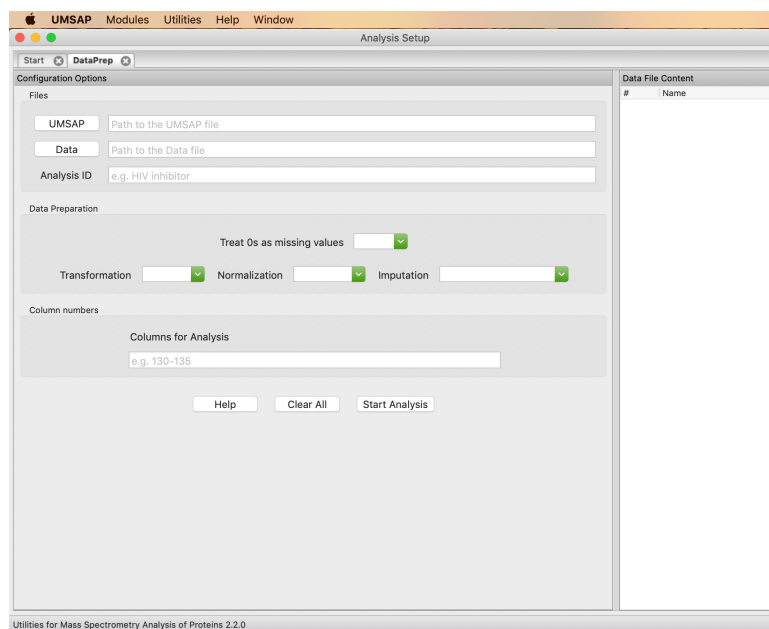 UMSAP Modules Utilities Help Window
Analysis Setup
Start DataPrep
Configuration Options
Files
UMSAP Path to the UMSAP file
Data Path to the Data file
Analysis ID e.g. HIV inhibitor
Data Preparation
Treat 0s as missing values
Transformation Normalization Imputation
Column numbers
Columns for Analysis
e.g. 130-135
Help Clear All Start Analysis
Data File Content
# Name
Utilities for Mass Spectrometry Analysis of Proteins 2.2.0